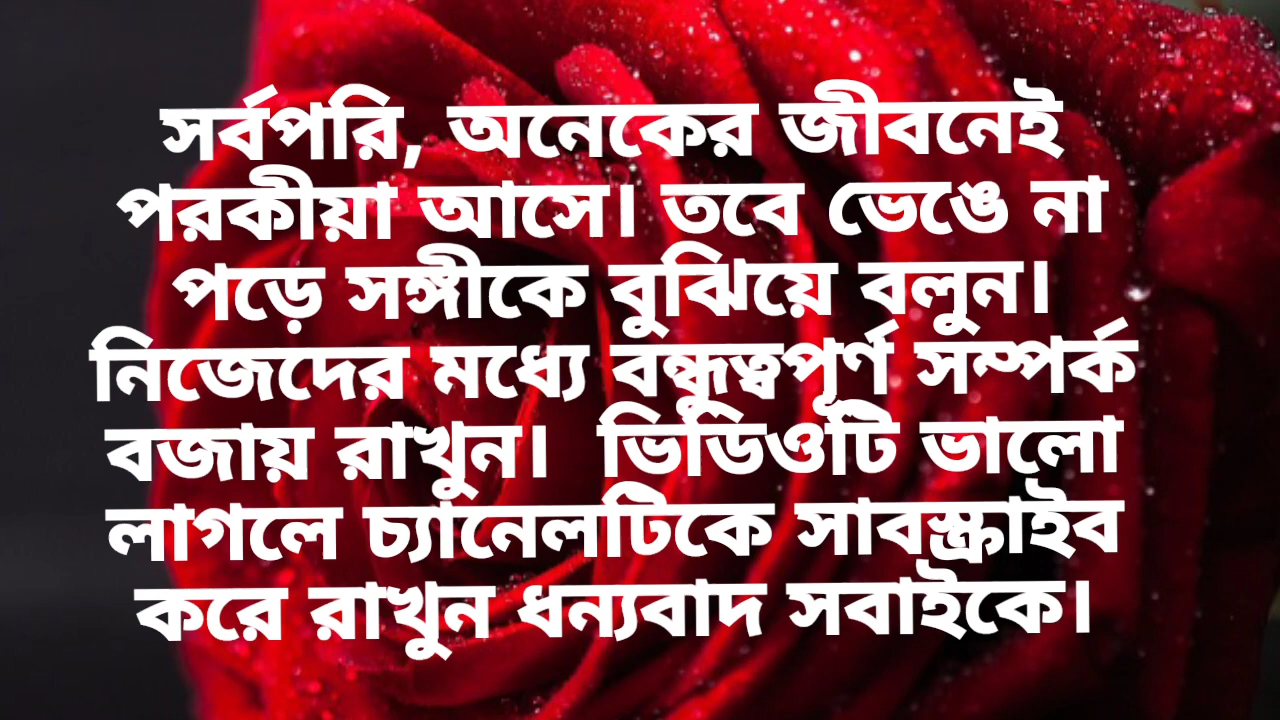 সর্বপরি, অনেকের জীবনেই
পরকীয়া আসে। তবে ভেঙে না
পড়ে সঙ্গীকে বুঝিয়ে বলুন।
নিজেদের মধ্যে বন্ধুত্বপূর্ণ সম্পর্ক
বজায় রাখুন।  ভিডিওটি ভালো
লাগলে চ্যানেলটিকে সাবস্ক্রাইব
করে রাখুন ধন্যবাদ সবাইকে।